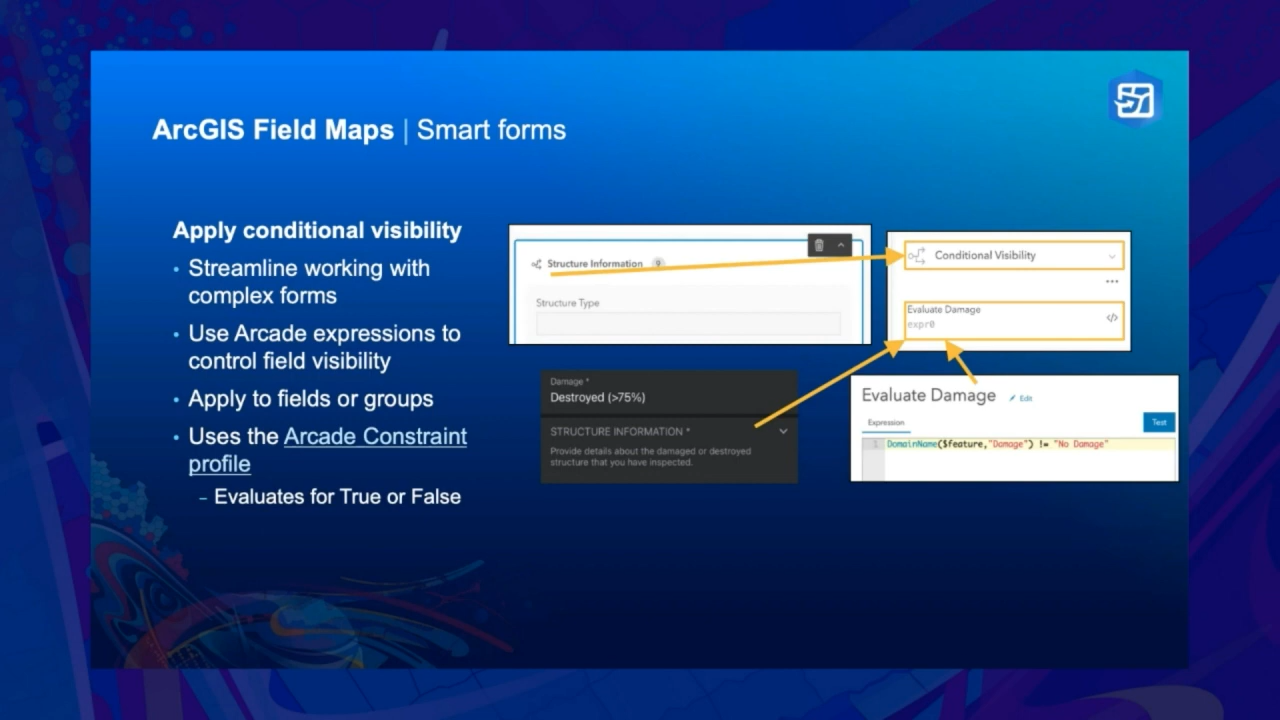 ArcGIS Field Maps | Smart forms
Apply conditional visibility
• Streamline working with
complex forms
• Use Arcade expressions to
control field visibility
• Apply to fields or groups
• Uses the Arcade Constraint
profile
– Evaluates for True or False
Structure Information 9
Structure Type
Conditional Visibility
Evaluate Damage
expr0
Damage *
Destroyed (>75%)
STRUCTURE INFORMATION *
Provide details about the damaged or destroyed
structure that you have inspected.
Evaluate Damage Edit
Expression
Test
1 DomainName($feature,"Damage") != "No Damage"